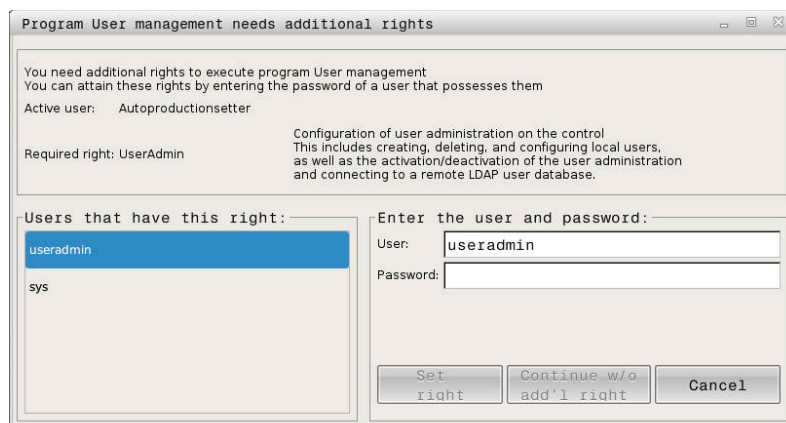 Program User management needs additional rights
You need additional rights to execute program User management
You can attain these rights by entering the password of a user that possesses them
Active user: Autoproductionsetter
Required right: UserAdmin
Configuration of user administration on the control
This includes creating, deleting, and configuring local users,
as well as the activation/deactivation of the user administration
and connecting to a remote LDAP user database.
Users that have this right:
useradmin
sys
Enter the user and password:
User: useradmin
Password:
Set
right
Continue w/o
add'l right
Cancel